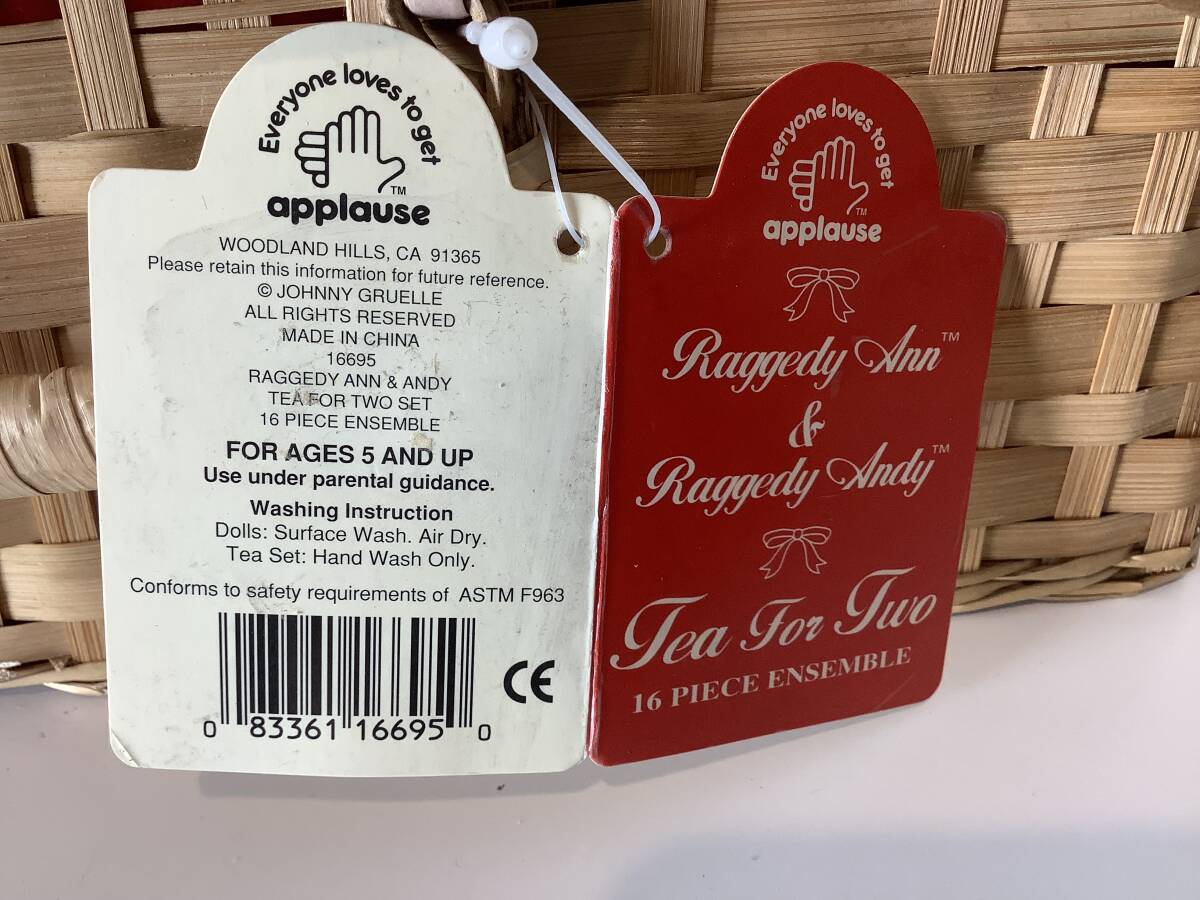 Everyone loves to get
TM
applause
WOODLAND HILLS, CA 91365
Please retain this information for future reference.
© JOHNNY GRUELLE
ALL RIGHTS RESERVED
MADE IN CHINA
16695
RAGGEDY ANN & ANDY
TEA FOR TWO SET
16 PIECE ENSEMBLE
FOR AGES 5 AND UP
Use under parental guidance.
Washing Instruction
Dolls: Surface Wash. Air Dry.
Tea Set: Hand Wash Only.
Conforms to safety requirements of ASTM F963
CE
0 83361 16695 0
Everyone loves to get
TM
applause
Raggedy Ann™
&
Raggedy Andy™
Tea For Two
16 PIECE ENSEMBLE